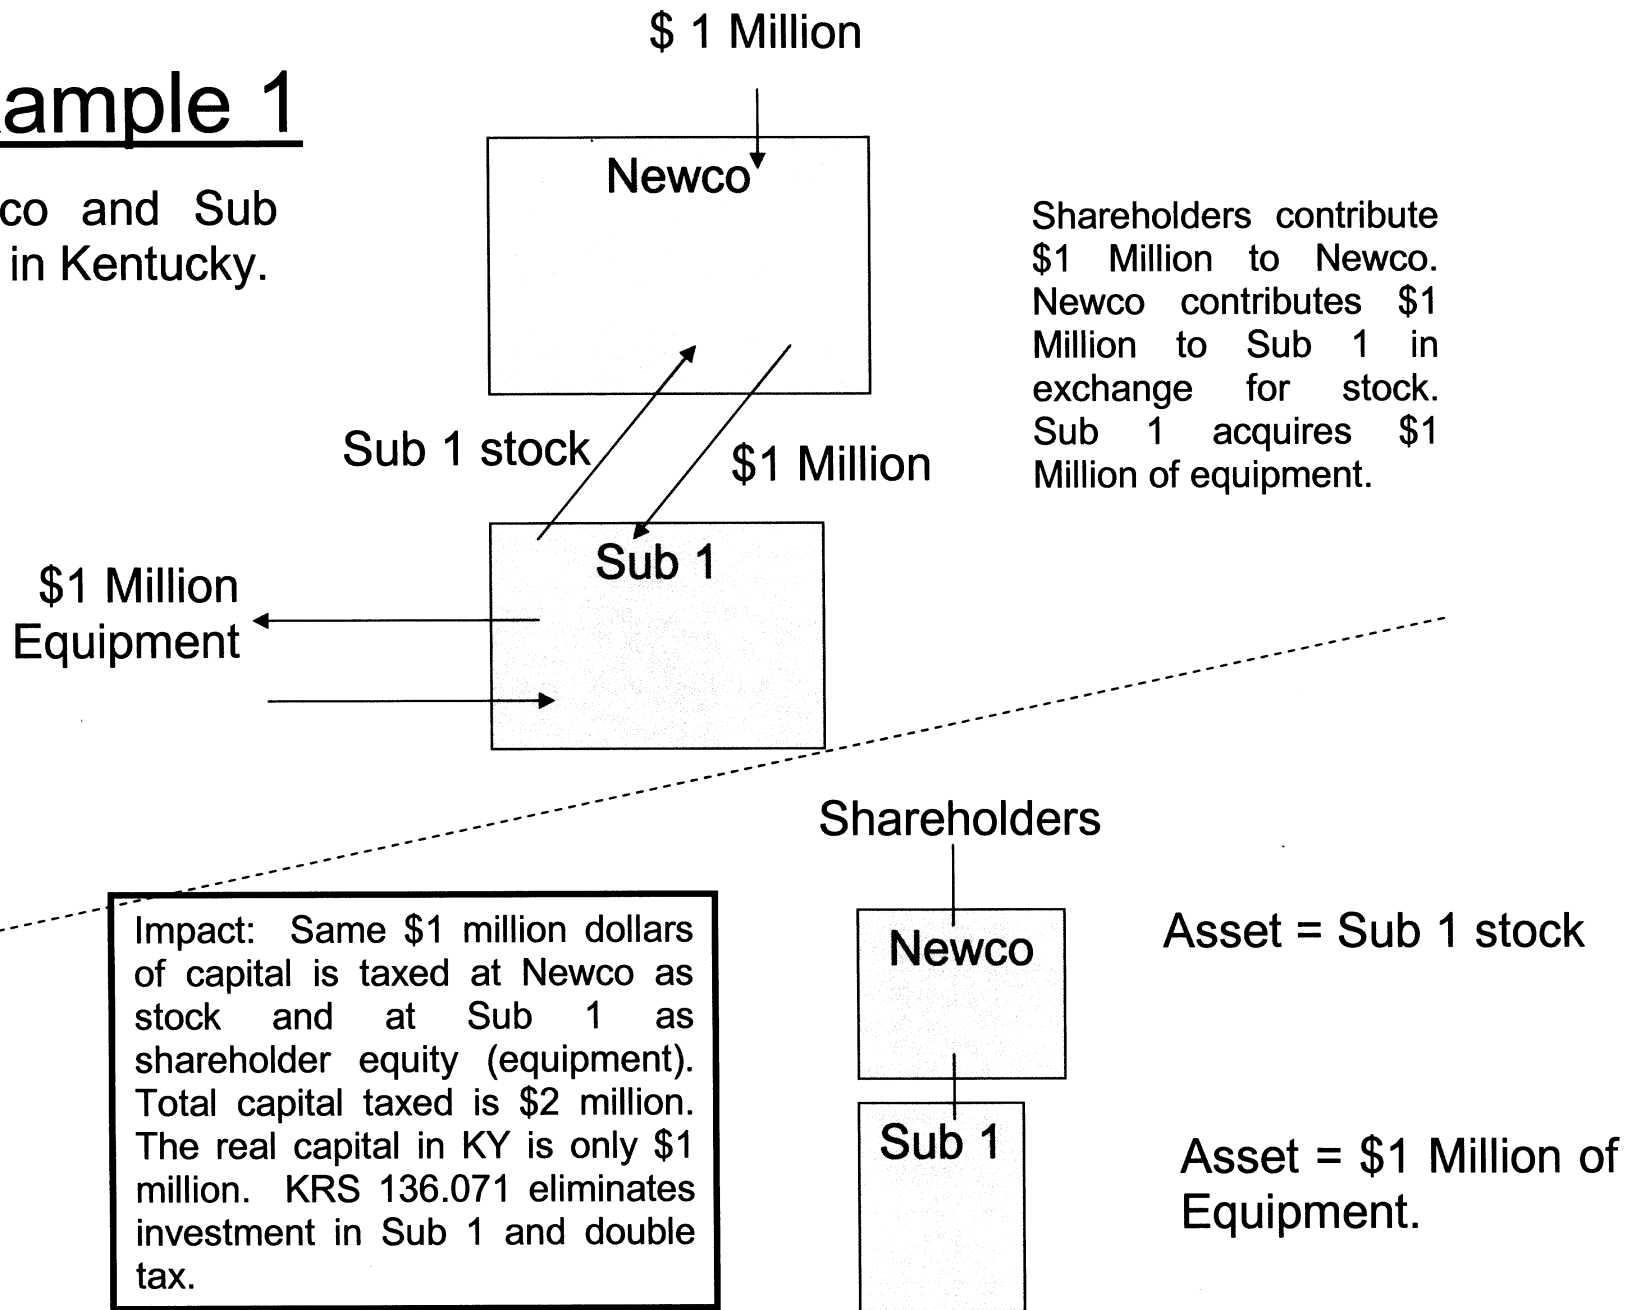 $ 1 Million
ample 1
Newco
co and Sub
in Kentucky.
Shareholders contribute
$1 Million to Newco.
Newco contributes $1
Million to Sub 1 in
exchange for stock.
Sub 1 acquires $1
Million of equipment.
Sub 1 stock
$1 Million
Sub 1
$1 Million
Equipment
Shareholders
Impact: Same $1 million dollars
of capital is taxed at Newco as
stock and at Sub 1 as
shareholder equity (equipment).
Total capital taxed is $2 million.
The real capital in KY is only $1
million. KRS 136.071 eliminates
investment in Sub 1 and double
tax.
Newco
Asset = Sub 1 stock
Sub 1
Asset = $1 Million of
Equipment.